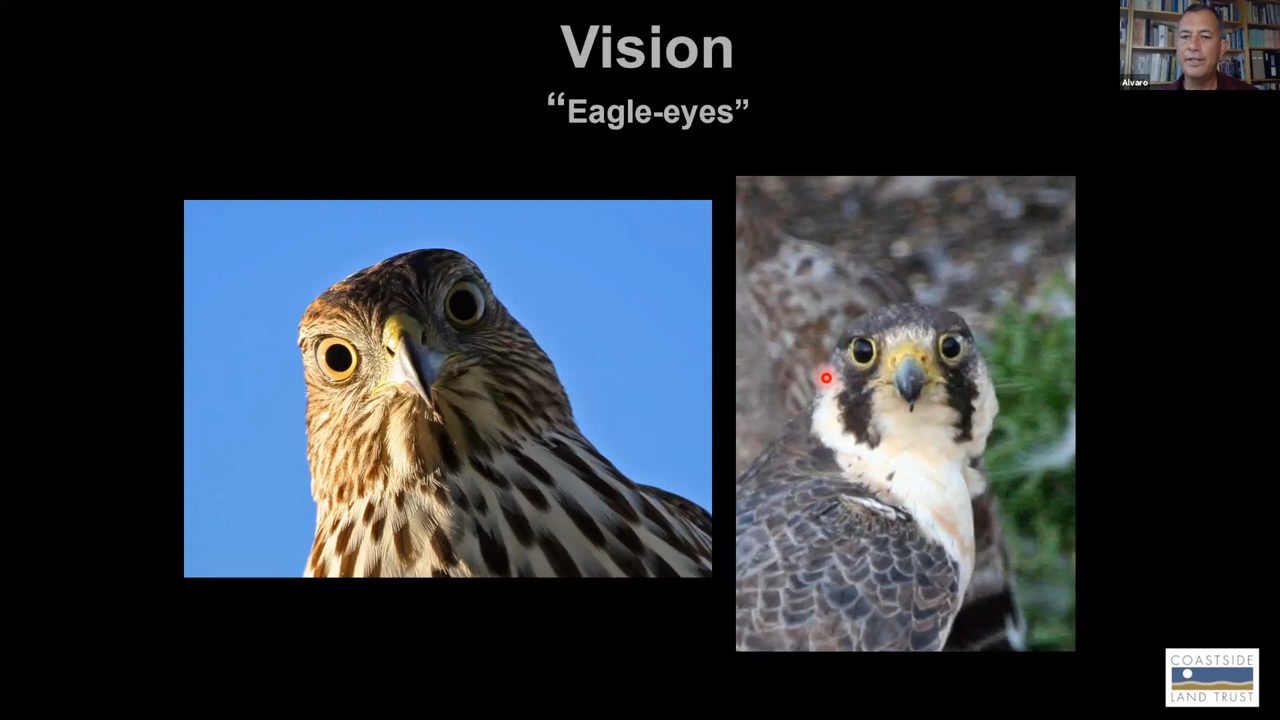 Vision
“Eagle-eyes”
Alvaro
COASTSIDE
LAND TRUST